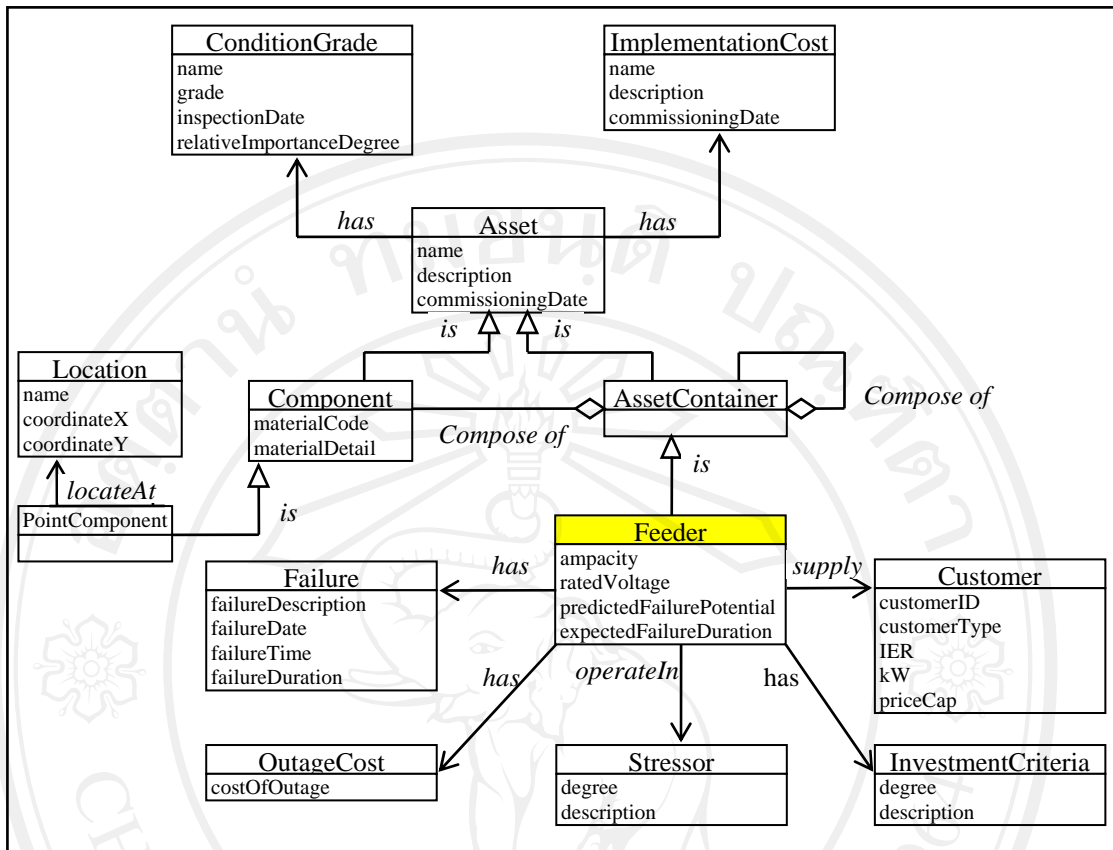 ConditionGrade
name
grade
inspectionDate
relativeImportanceDegree
ImplementationCost
name
description
commissioningDate
has
Asset
has
name
description
commissioningDate
is
is
Location
name
coordinateX
coordinateY
Component
materialCode
materialDetail
AssetContainer
Compose of
Compose of
locateAt
PointComponent
is
is
Feeder
ampacity
ratedVoltage
predictedFailurePotential
expectedFailureDuration
has
supply
Failure
failureDescription
failureDate
failureTime
failureDuration
Customer
customerID
customerType
IER
kW
priceCap
has
operateIn
has
OutageCost
costOfOutage
Stressor
degree
description
InvestmentCriteria
degree
description